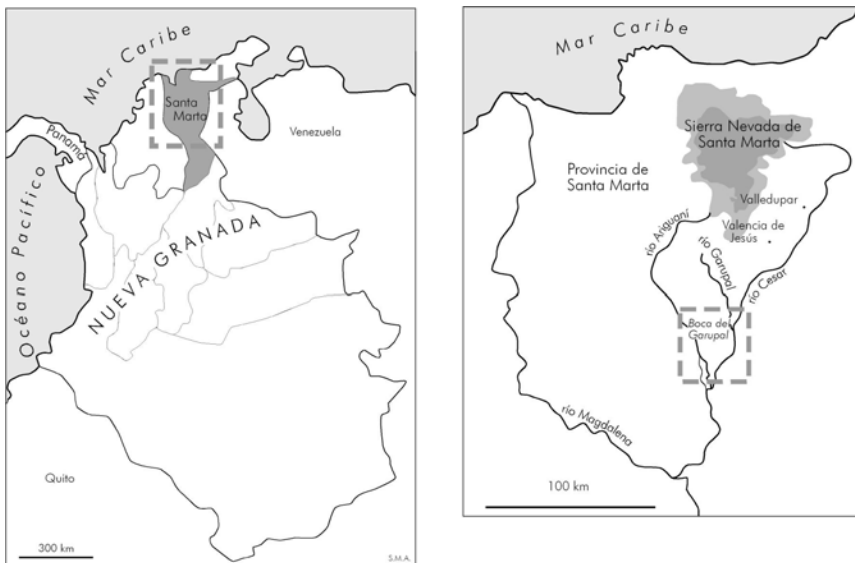 Mar Caribe
Santa
Marta
Panamá
Venezuela
Océano Pacífico
NUEVA GRANADA
Quito
300 km
S.M.A.
Mar Caribe
Sierra Nevada de
Santa Marta
Provincia de
Santa Marta
Valledupar
Valencia de
Jesús
río Ariguaní
río Garupal
río Cesar
Boca del
Garupal
río Magdalena
100 km